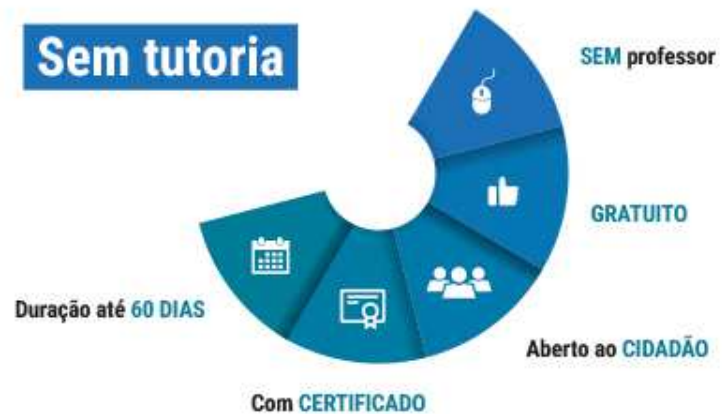 Sem tutoria
SEM professor
GRATUITO
Aberto ao CIDADÃO
Com CERTIFICADO
Duração até 60 DIAS